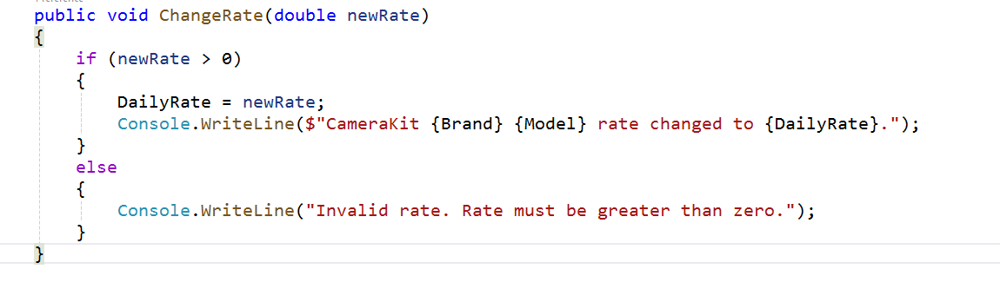 public void ChangeRate(double newRate)
{
if (newRate > 0)
{
DailyRate = newRate;
Console.WriteLine($"CameraKit {Brand} {Model} rate changed to {DailyRate}.");
}
else
{
Console.WriteLine("Invalid rate. Rate must be greater than zero.");
}
}